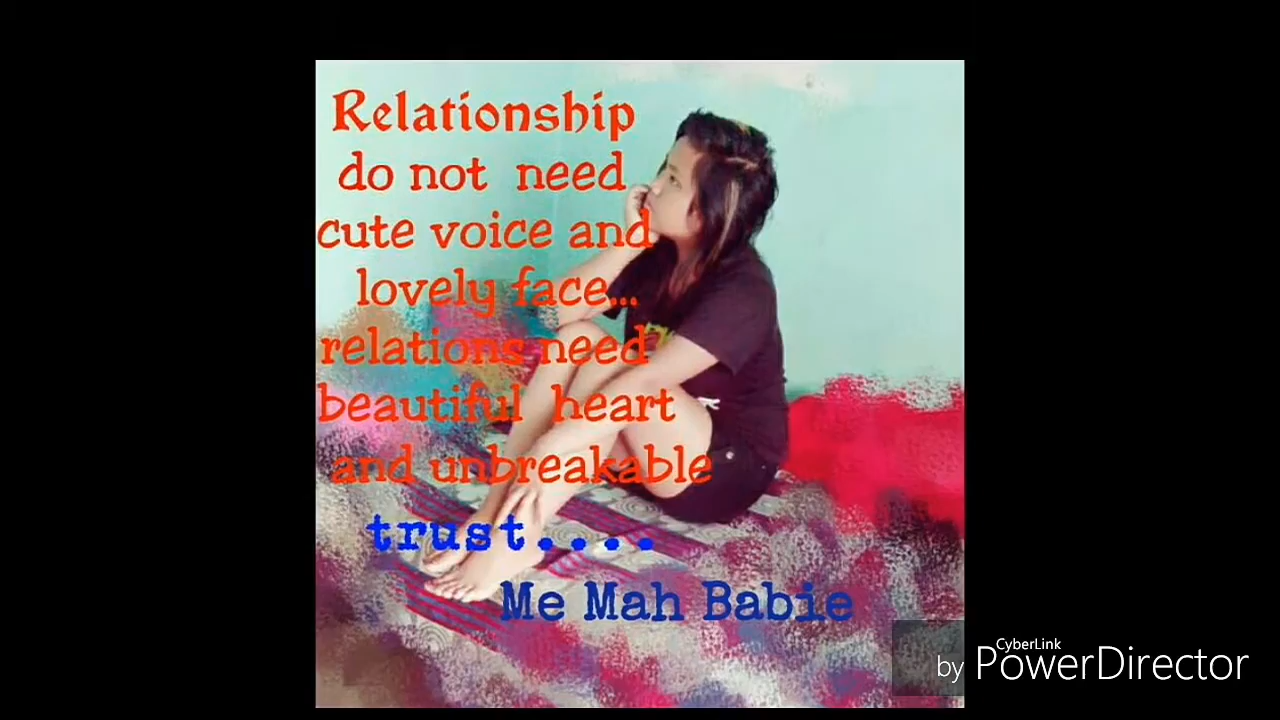 Relationship
do not need
cute voice and
lovely face...
relations need
beautiful heart
and unbreakable
trust....
Me Mah Babie
CyberLink
by PowerDirector